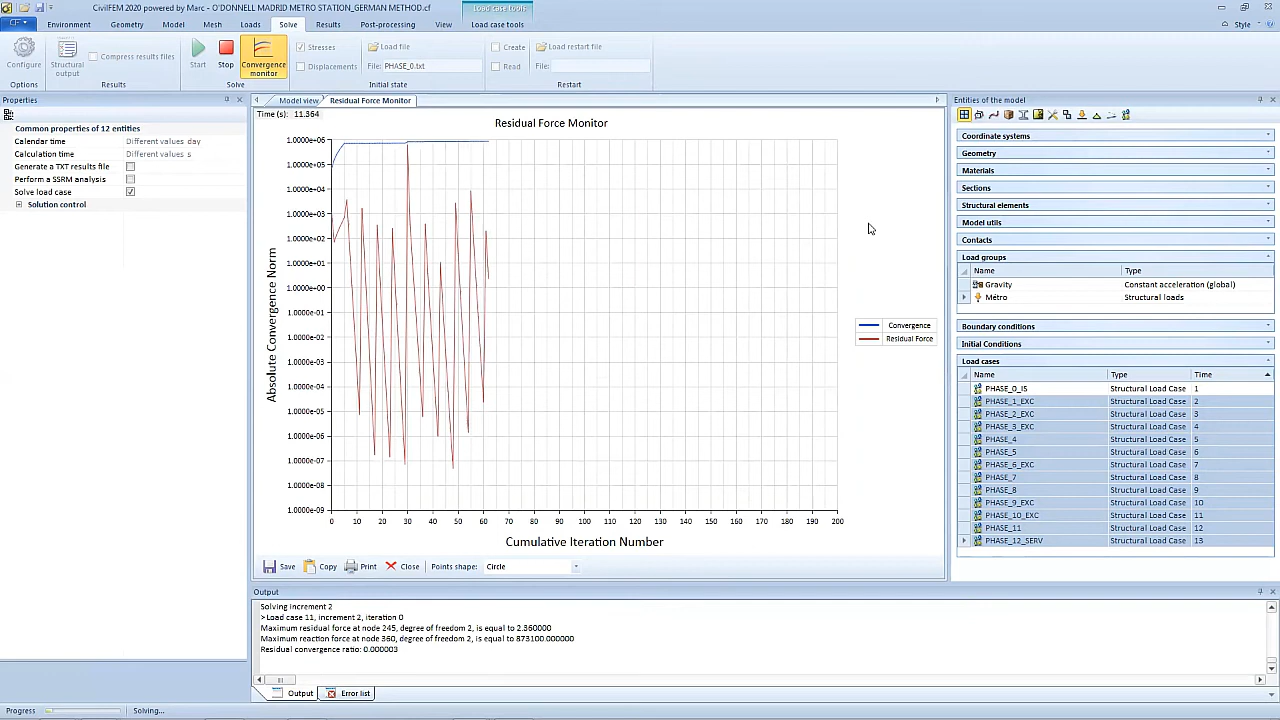 CivilFEM 2020 powered by Marc - O'DONNELL MADRID METRO STATION_GERMAN METHOD.cf
Load case tools
CF
Environment Geometry Model Mesh Loads Solve Results Post-processing View Load case tools Style
Configure
Options
Structural output
Compress results files
Results
Start
Stop
Convergence monitor
Solve
Stresses
Displacements
Load file
File: PHASE_0.txt
Initial state
Create
Read
Load restart file
File:
Restart
Properties
Common properties of 12 entities
Calendar time Different values day
Calculation time Different values s
Generate a TXT results file
Perform a SSRM analysis
Solve load case
Solution control
Model view
Residual Force Monitor
Time (s): 11.364
Residual Force Monitor
Absolute Convergence Norm
1.0000e+06
1.0000e+05
1.0000e+04
1.0000e+03
1.0000e+02
1.0000e+01
1.0000e+00
1.0000e-01
1.0000e-02
1.0000e-03
1.0000e-04
1.0000e-05
1.0000e-06
1.0000e-07
1.0000e-08
1.0000e-09
0 10 20 30 40 50 60 70 80 90 100 110 120 130 140 150 160 170 180 190 200
Cumulative Iteration Number
Convergence
Residual Force
Save Copy Print Close Points shape: Circle
Output
Solving increment 2
>Load case 11, increment 2, iteration 0
Maximum residual force at node 245, degree of freedom 2, is equal to 2.360000
Maximum reaction force at node 360, degree of freedom 2, is equal to 873100.000000
Residual convergence ratio: 0.000003
Output Error list
Entities of the model
Coordinate systems
Geometry
Materials
Sections
Structural elements
Model utils
Contacts
Load groups
Name Type
Gravity Constant acceleration (global)
Métro Structural loads
Boundary conditions
Initial Conditions
Load cases
Name Type Time
PHASE_0_IS Structural Load Case 1
PHASE_1_EXC Structural Load Case 2
PHASE_2_EXC Structural Load Case 3
PHASE_3_EXC Structural Load Case 4
PHASE_4 Structural Load Case 5
PHASE_5 Structural Load Case 6
PHASE_6_EXC Structural Load Case 7
PHASE_7 Structural Load Case 8
PHASE_8 Structural Load Case 9
PHASE_9_EXC Structural Load Case 10
PHASE_10_EXC Structural Load Case 11
PHASE_11 Structural Load Case 12
PHASE_12_SERV Structural Load Case 13
Progress Solving...